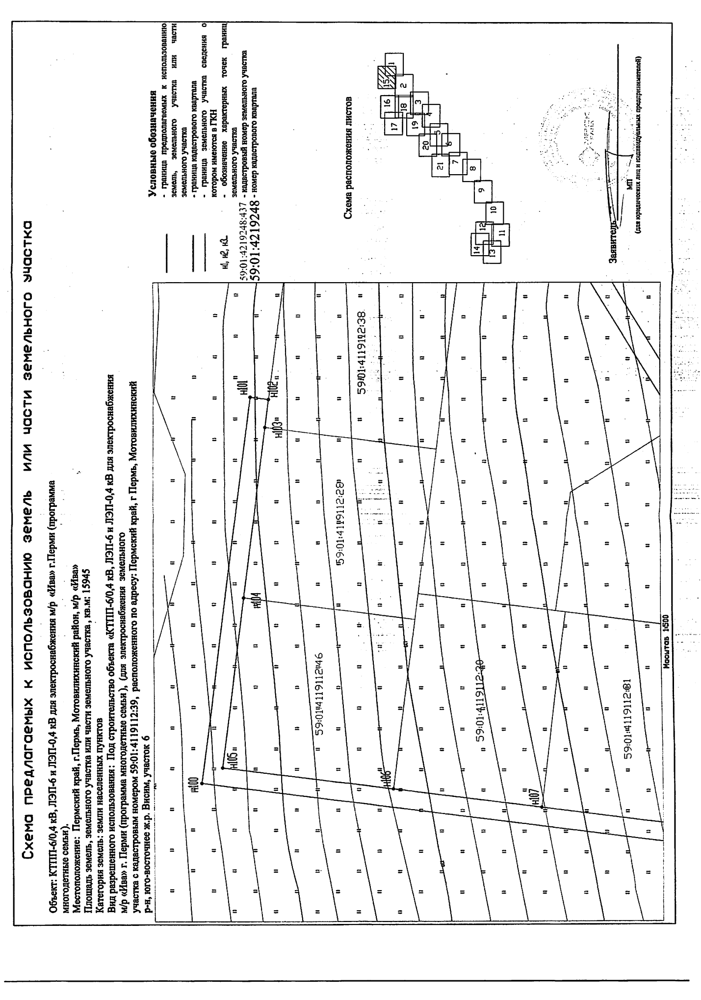 Схема предлагаемых к использованию земель или части земельного участка
Объект: КТПП-6/0,4 кВ, ЛЭП-6 и ЛЭП-0,4 кВ для электроснабжения м/р «Ива» г.Перми (программа
многодетные семьи).
Местоположение: Пермский край, г.Пермь, Мотовилихинский район, м/р «Ива»
Площадь земель, земельного участка или части земельного участка, кв.м: 15945
Категория земель: земли населенных пунктов
Вид разрешенного использования: Под строительство объекта «КТПП-6/0,4 кВ, ЛЭП-6 и ЛЭП-0,4 кВ для электроснабжения
м/р «Ива» г. Перми (программа многодетные семьи), (для электроснабжения земельного
участка с кадастровым номером 59:01:4119112:39, расположенного по адресу: Пермский край, г Пермь, Мотовилихинский
р-н, юго-восточнее ж.р. Висим, участок 6
Условные обозначения
- граница предполагаемых к использованию
земель, земельного участка или части
земельного участка
- граница кадастрового квартала
- граница земельного участка сведения о
котором имеются в ГКН
н1, н2, н3.. - обозначение характерных точек границ
земельного участка
59:01:4219248:437 - кадастровый номер земельного участка
59:01:4219248 - номер кадастрового квартала
н100
н101
н102
н103
н104
н105
н106
н107
59:01:4119112:38
59:01:4119112:28
59:01:4119112:46
59:01:4119112:30
59:01:4119112:81
Масштаб 1:500
Схема расположения листов
1
15
2
16
18
3
17
19
4
5
20
6
21
7
8
9
10
12
11
14
13
Заявитель
МП
(для юридических лиц и индивидуальных предпринимателей)